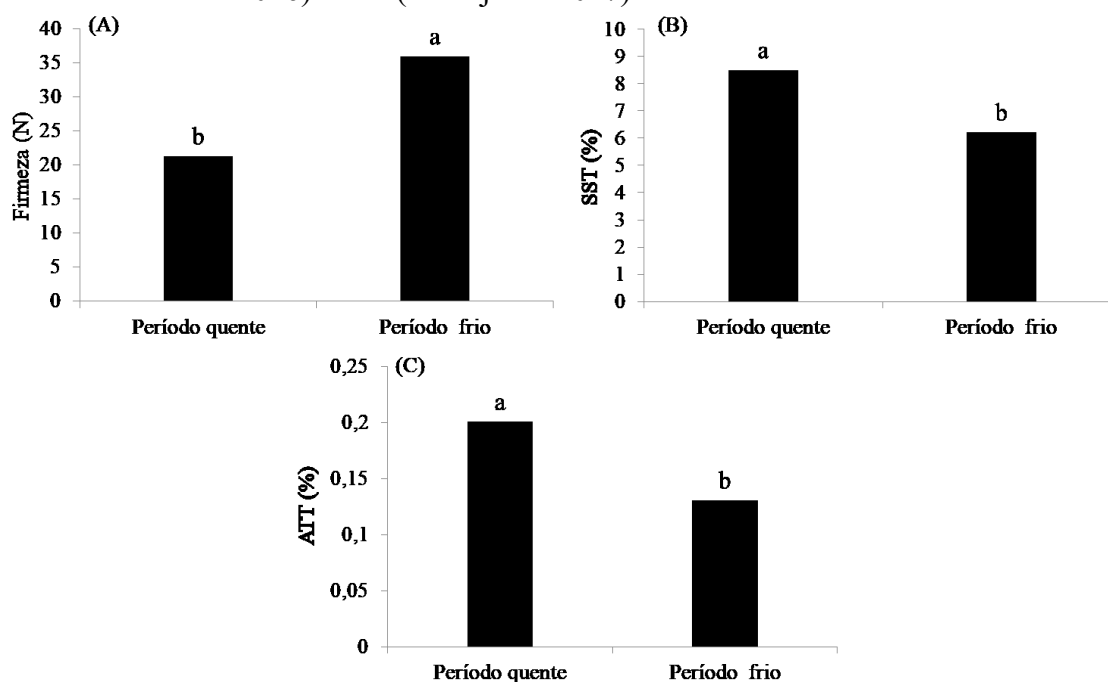 (A)
Firmeza (N)
40
35
30
25
20
15
10
5
0
b
a
Período quente
Período frio
(B)
SST (%)
10
9
8
7
6
5
4
3
2
1
0
a
b
Período quente
Período frio
(C)
ATT (%)
0,25
0,2
0,15
0,1
0,05
0
a
b
Período quente
Período frio